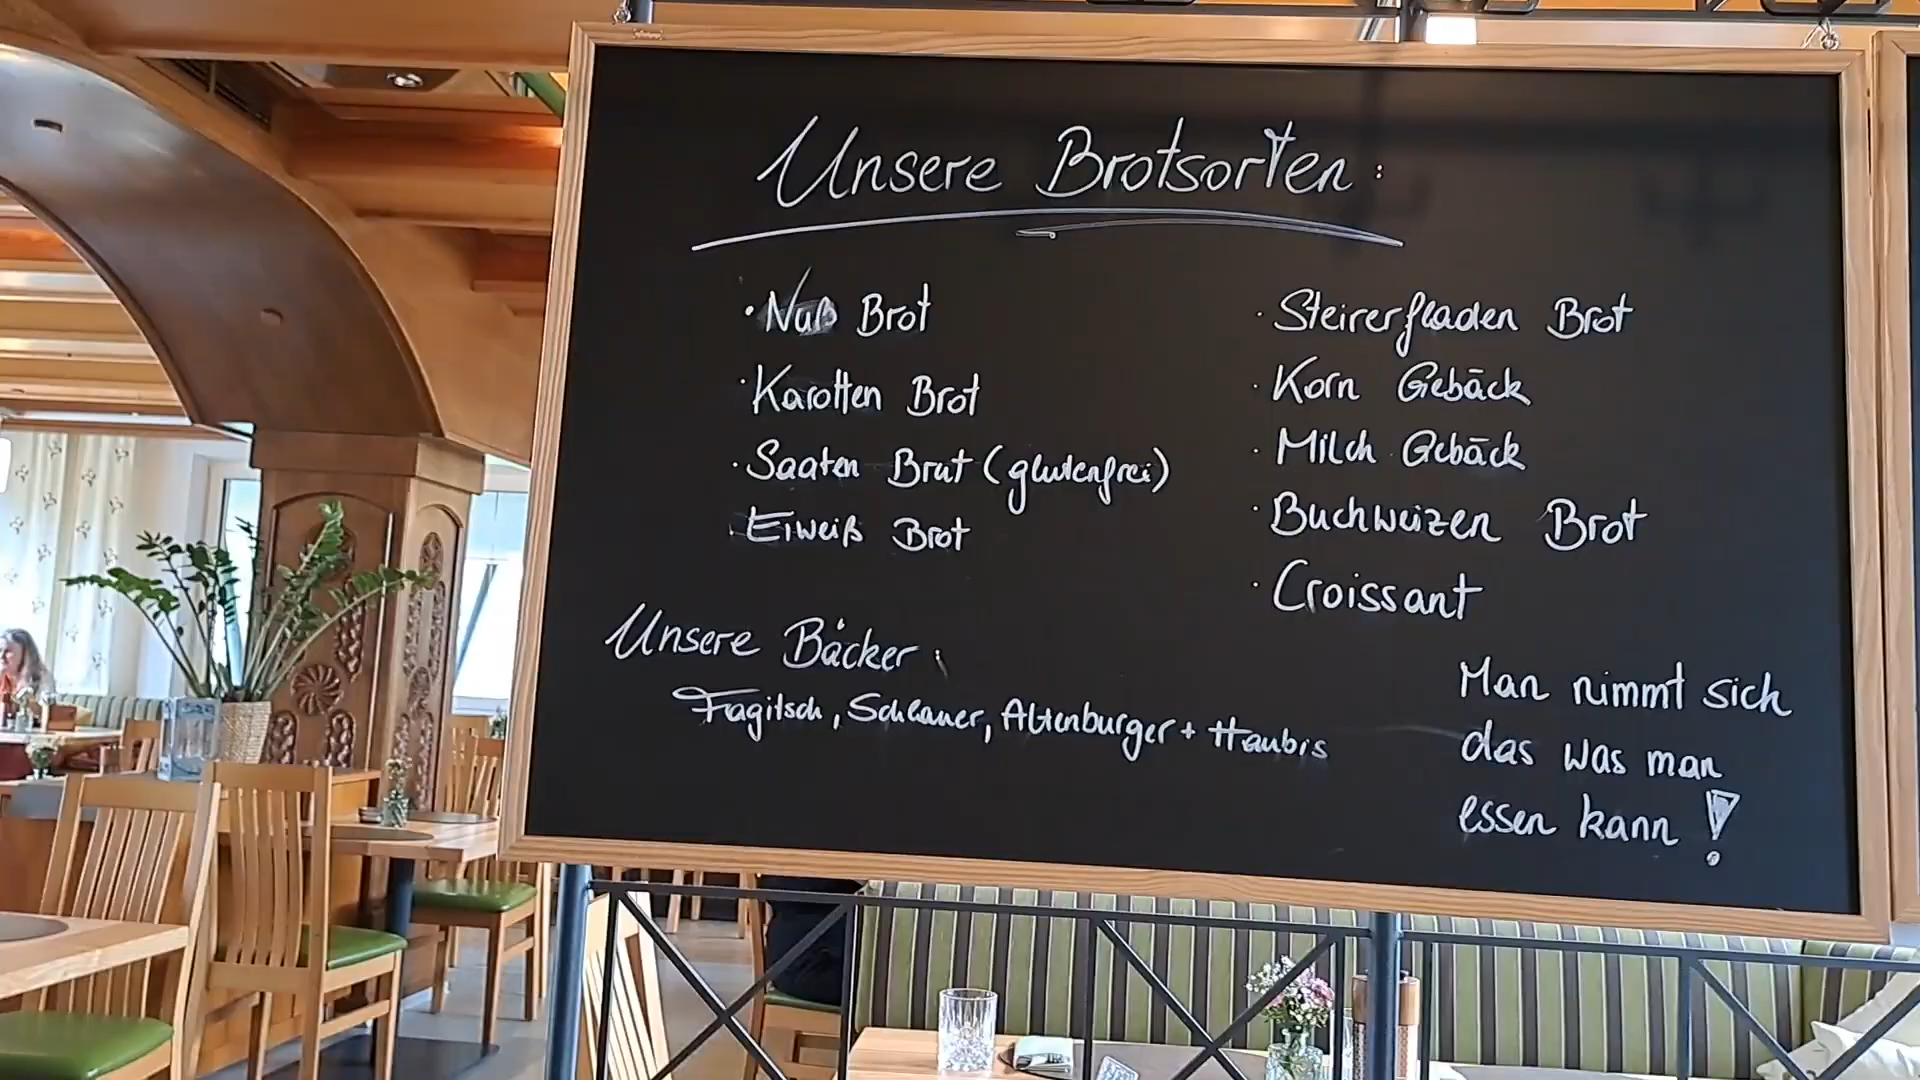 Unsere Brotsorten:
· Nuß Brot
· Karotten Brot
· Saaten Brot (glutenfrei)
· Eiweiß Brot
· Steirerfladen Brot
· Korn Gebäck
· Milch Gebäck
· Buchweizen Brot
· Croissant
Unsere Bäcker:
Fagitsch, Schlauer, Altenburger + Haubis
Man nimmt sich
das was man
essen kann!